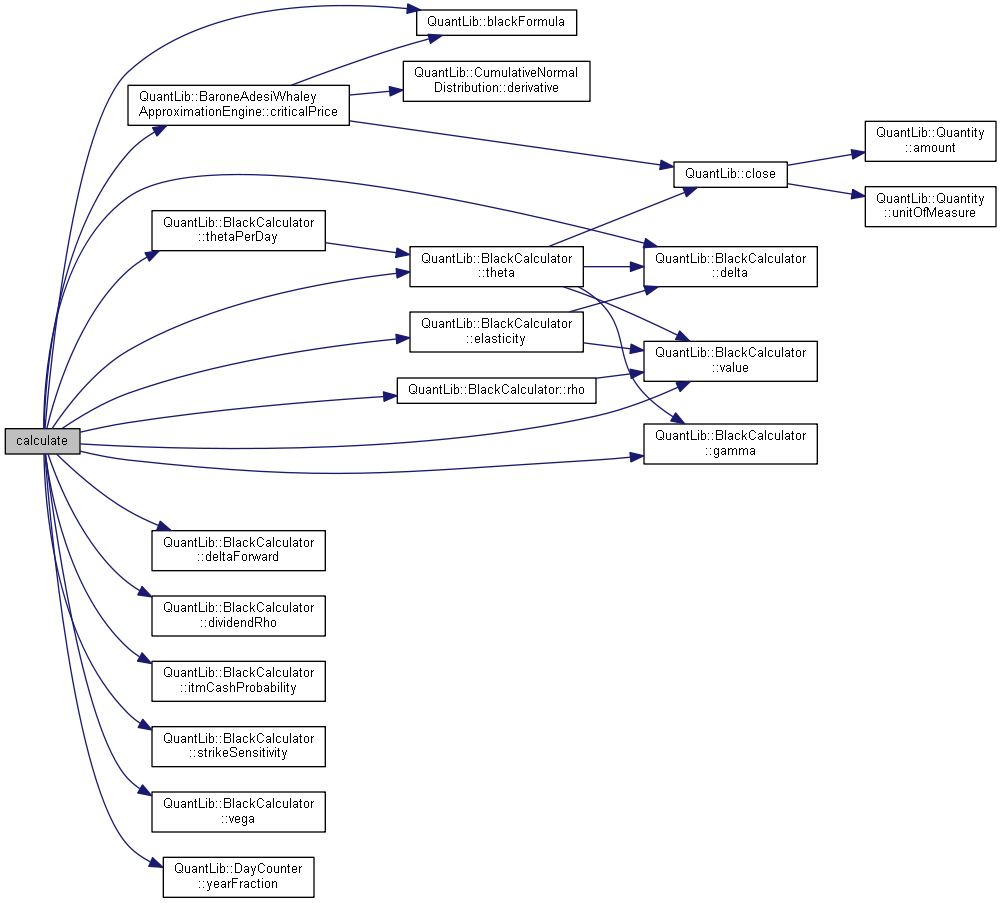 QuantLib::blackFormula
QuantLib::CumulativeNormal
Distribution::derivative
QuantLib::BaroneAdesiWhaley
ApproximationEngine::criticalPrice
QuantLib::Quantity
::amount
QuantLib::close
QuantLib::Quantity
::unitOfMeasure
QuantLib::BlackCalculator
::thetaPerDay
QuantLib::BlackCalculator
::theta
QuantLib::BlackCalculator
::delta
QuantLib::BlackCalculator
::elasticity
QuantLib::BlackCalculator
::value
QuantLib::BlackCalculator::rho
calculate
QuantLib::BlackCalculator
::gamma
QuantLib::BlackCalculator
::deltaForward
QuantLib::BlackCalculator
::dividendRho
QuantLib::BlackCalculator
::itmCashProbability
QuantLib::BlackCalculator
::strikeSensitivity
QuantLib::BlackCalculator
::vega
QuantLib::DayCounter
::yearFraction